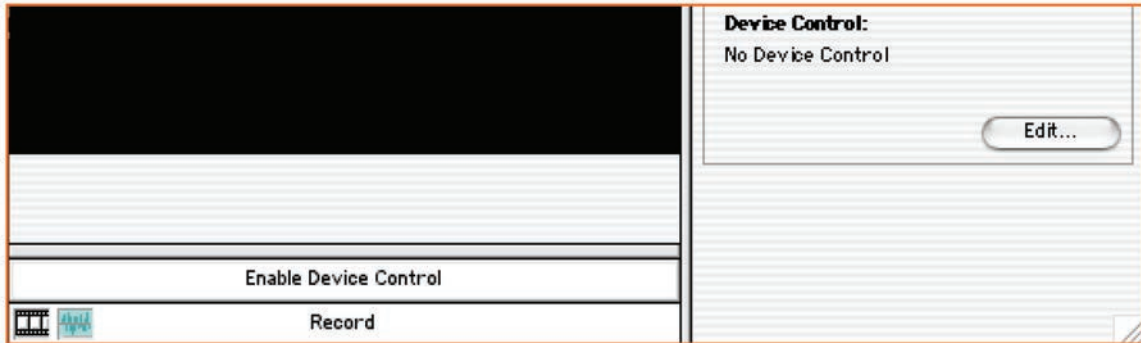 Device Control:
No Device Control
Edit...
Enable Device Control
Record